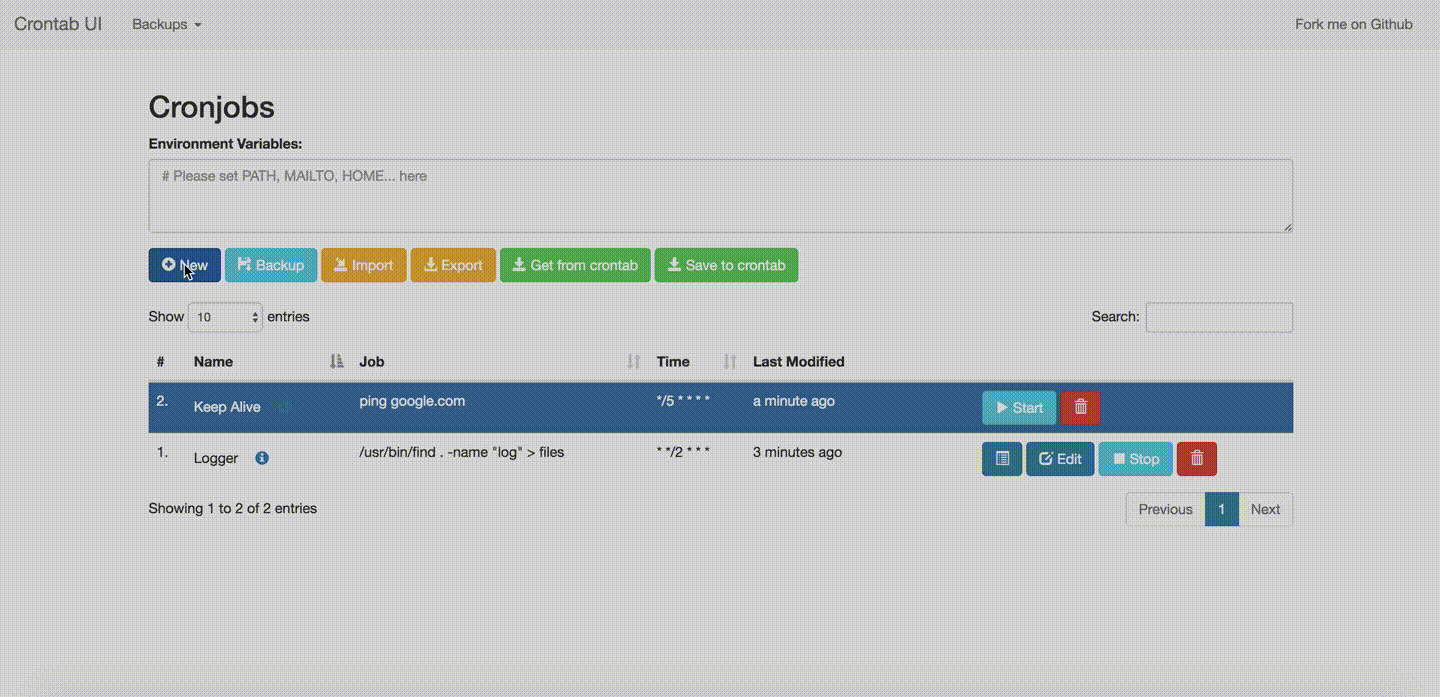 Crontab UI Backups Fork me on Github
Cronjobs
Environment Variables:
# Please set PATH, MAILTO, HOME... here
New Backup Import Export Get from crontab Save to crontab
Show 10 entries Search:
# Name Job Time Last Modified
2. Keep Alive ping google.com */5 * * * * a minute ago Start
1. Logger /usr/bin/find . -name "log" > files * */2 * * * 3 minutes ago Edit Stop
Showing 1 to 2 of 2 entries Previous 1 Next